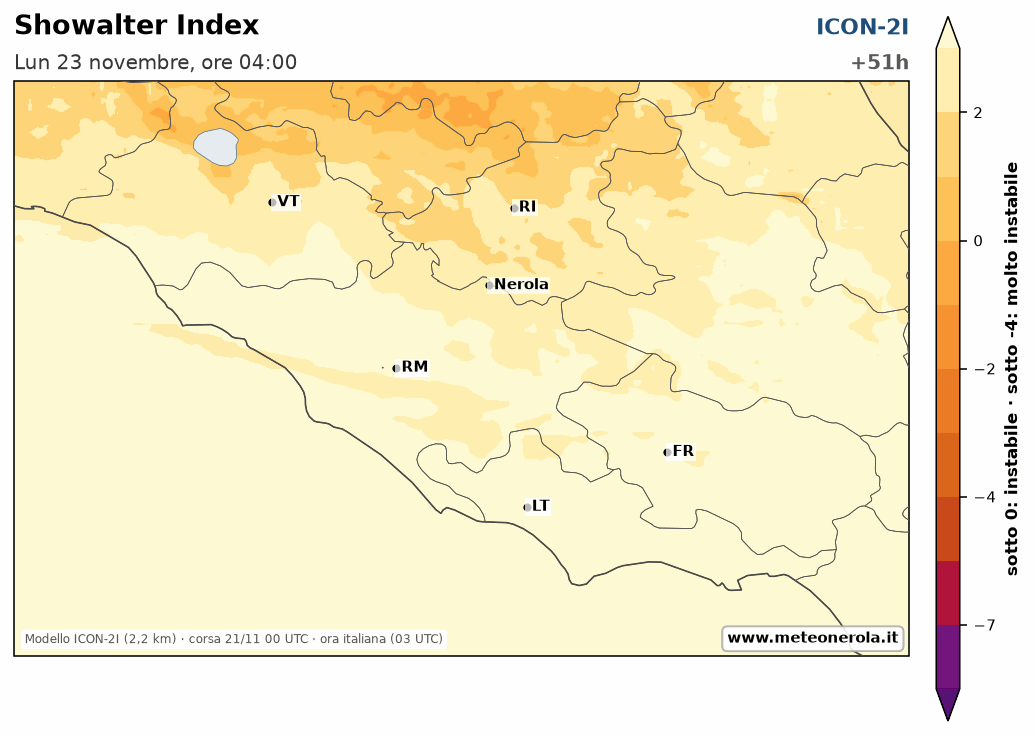 Showalter Index
ICON-2I
Lun 23 novembre, ore 04:00
+51h
VT
RI
Nerola
RM
FR
LT
Modello ICON-2I (2,2 km) · corsa 21/11 00 UTC · ora italiana (03 UTC)
www.meteonerola.it
2
0
−2
−4
−7
sotto 0: instabile · sotto -4: molto instabile